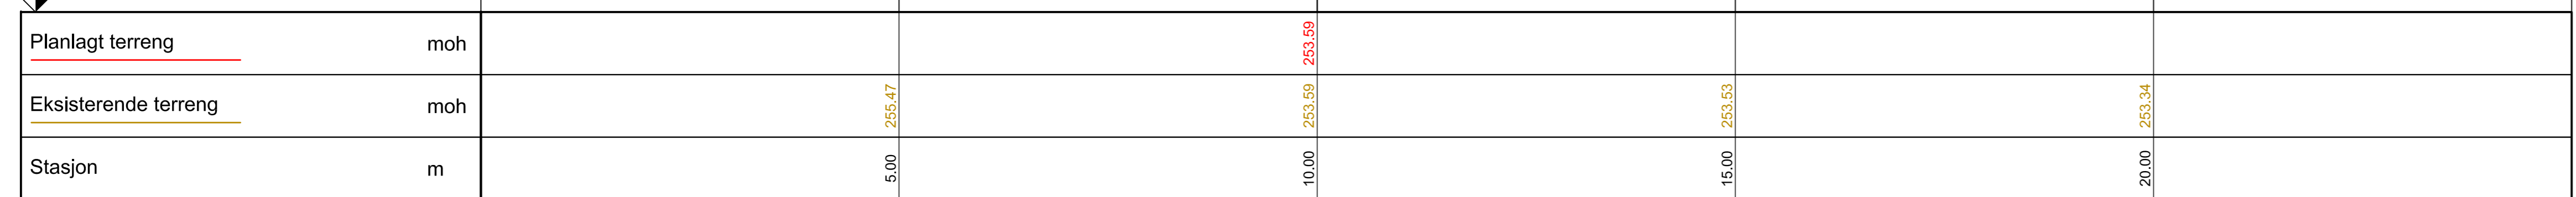 Planlagt terreng moh 253.59
Eksisterende terreng moh 255.47 253.59 253.53 253.34
Stasjon m 5.00 10.00 15.00 20.00